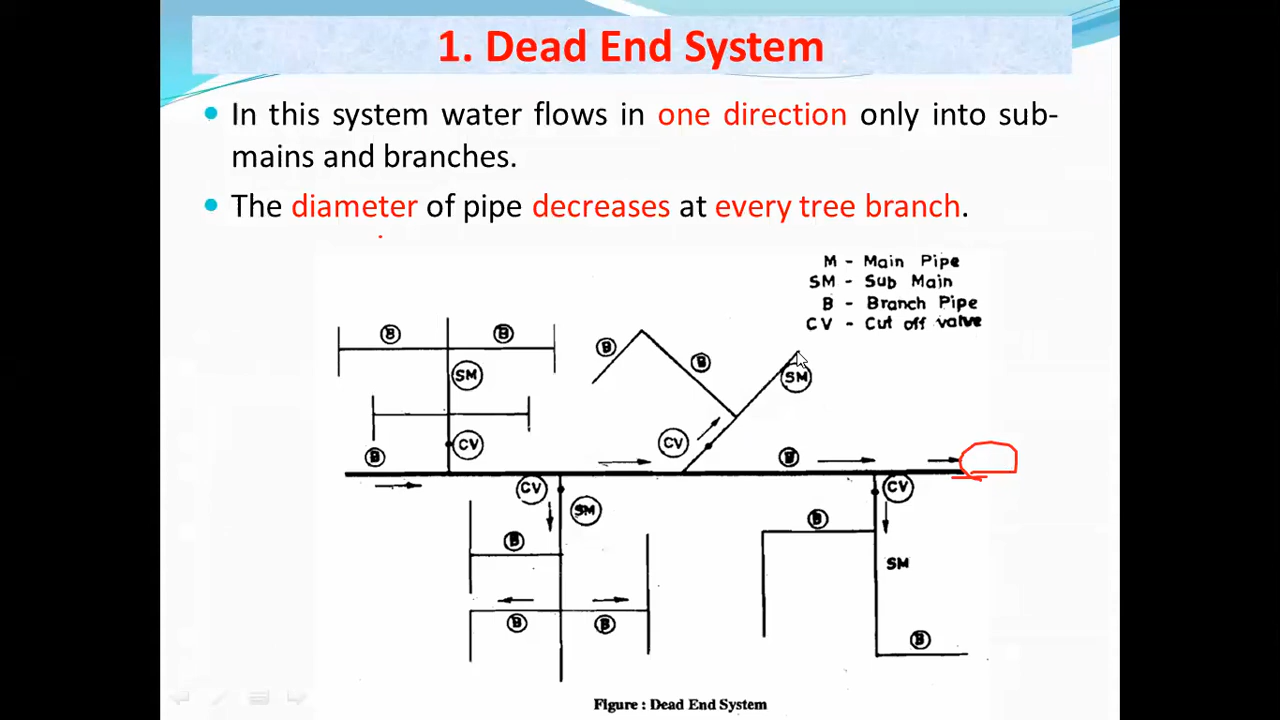 1. Dead End System
In this system water flows in one direction only into sub-
mains and branches.
The diameter of pipe decreases at every tree branch.
M - Main Pipe
SM - Sub Main
B - Branch Pipe
CV - Cut off valve
B B
SM
B B
SM
CV
CV
B
B
CV
SM
CV
B
B
SM
B B
B
Figure : Dead End System